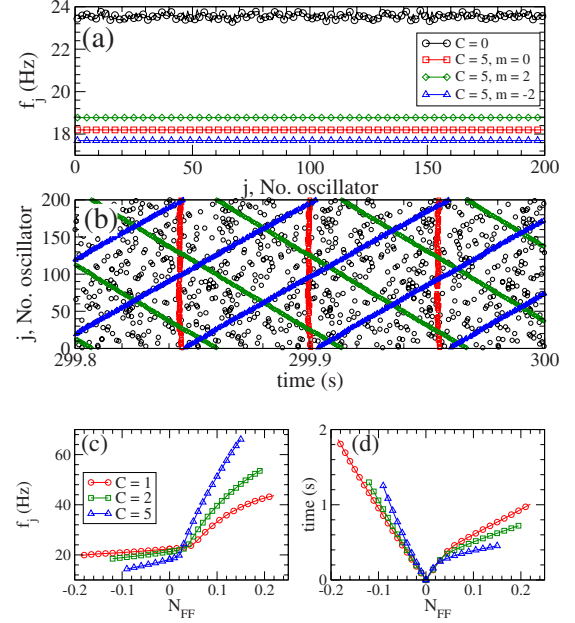 24
(a)
C = 0
C = 5, m = 0
C = 5, m = 2
C = 5, m = -2
f_j (Hz)
22
20
18
0 50 100 150 200
j, No. oscillator
(b)
j, No. oscillator
200
150
100
50
0
299.8 299.9 300
time (s)
(c)
f_j (Hz)
60
40
20
C = 1
C = 2
C = 5
-0.2 -0.1 0 0.1 0.2
N_FF
(d)
time (s)
2
1
0
-0.2 -0.1 0 0.1 0.2
N_FF